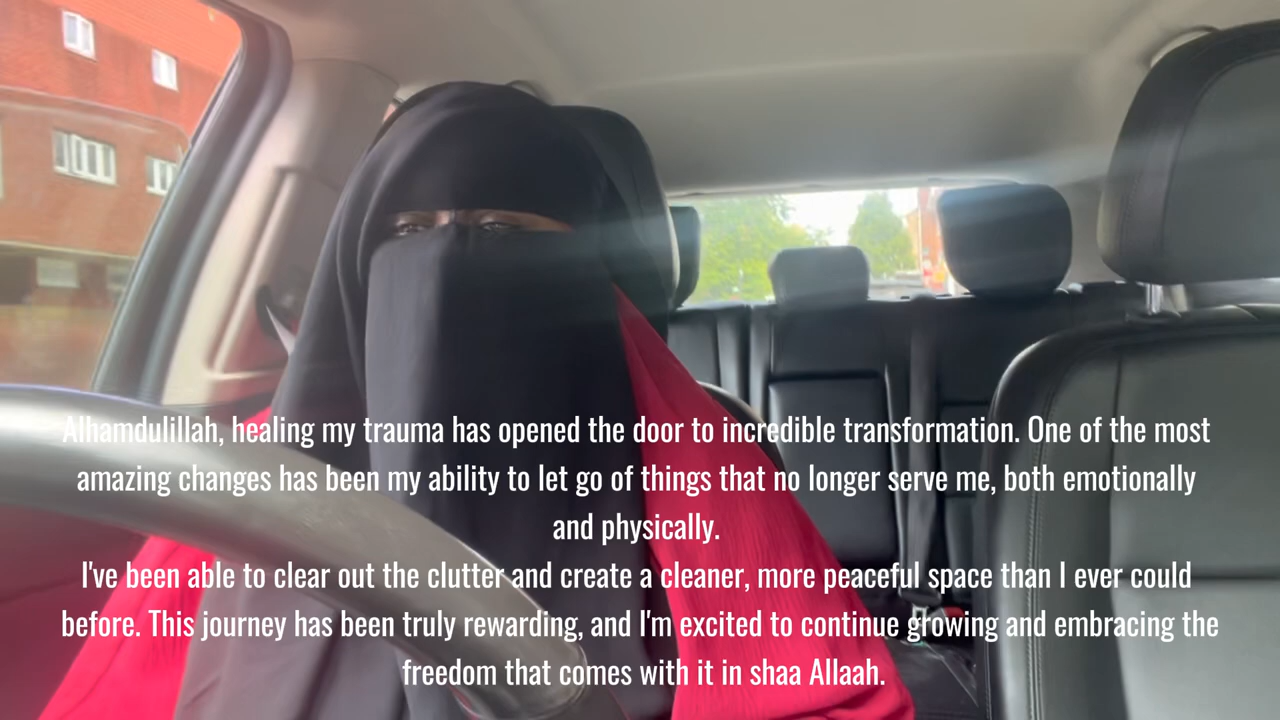 Alhamdulillah, healing my trauma has opened the door to incredible transformation. One of the most
amazing changes has been my ability to let go of things that no longer serve me, both emotionally
and physically.
I've been able to clear out the clutter and create a cleaner, more peaceful space than I ever could
before. This journey has been truly rewarding, and I'm excited to continue growing and embracing the
freedom that comes with it in shaa Allaah.